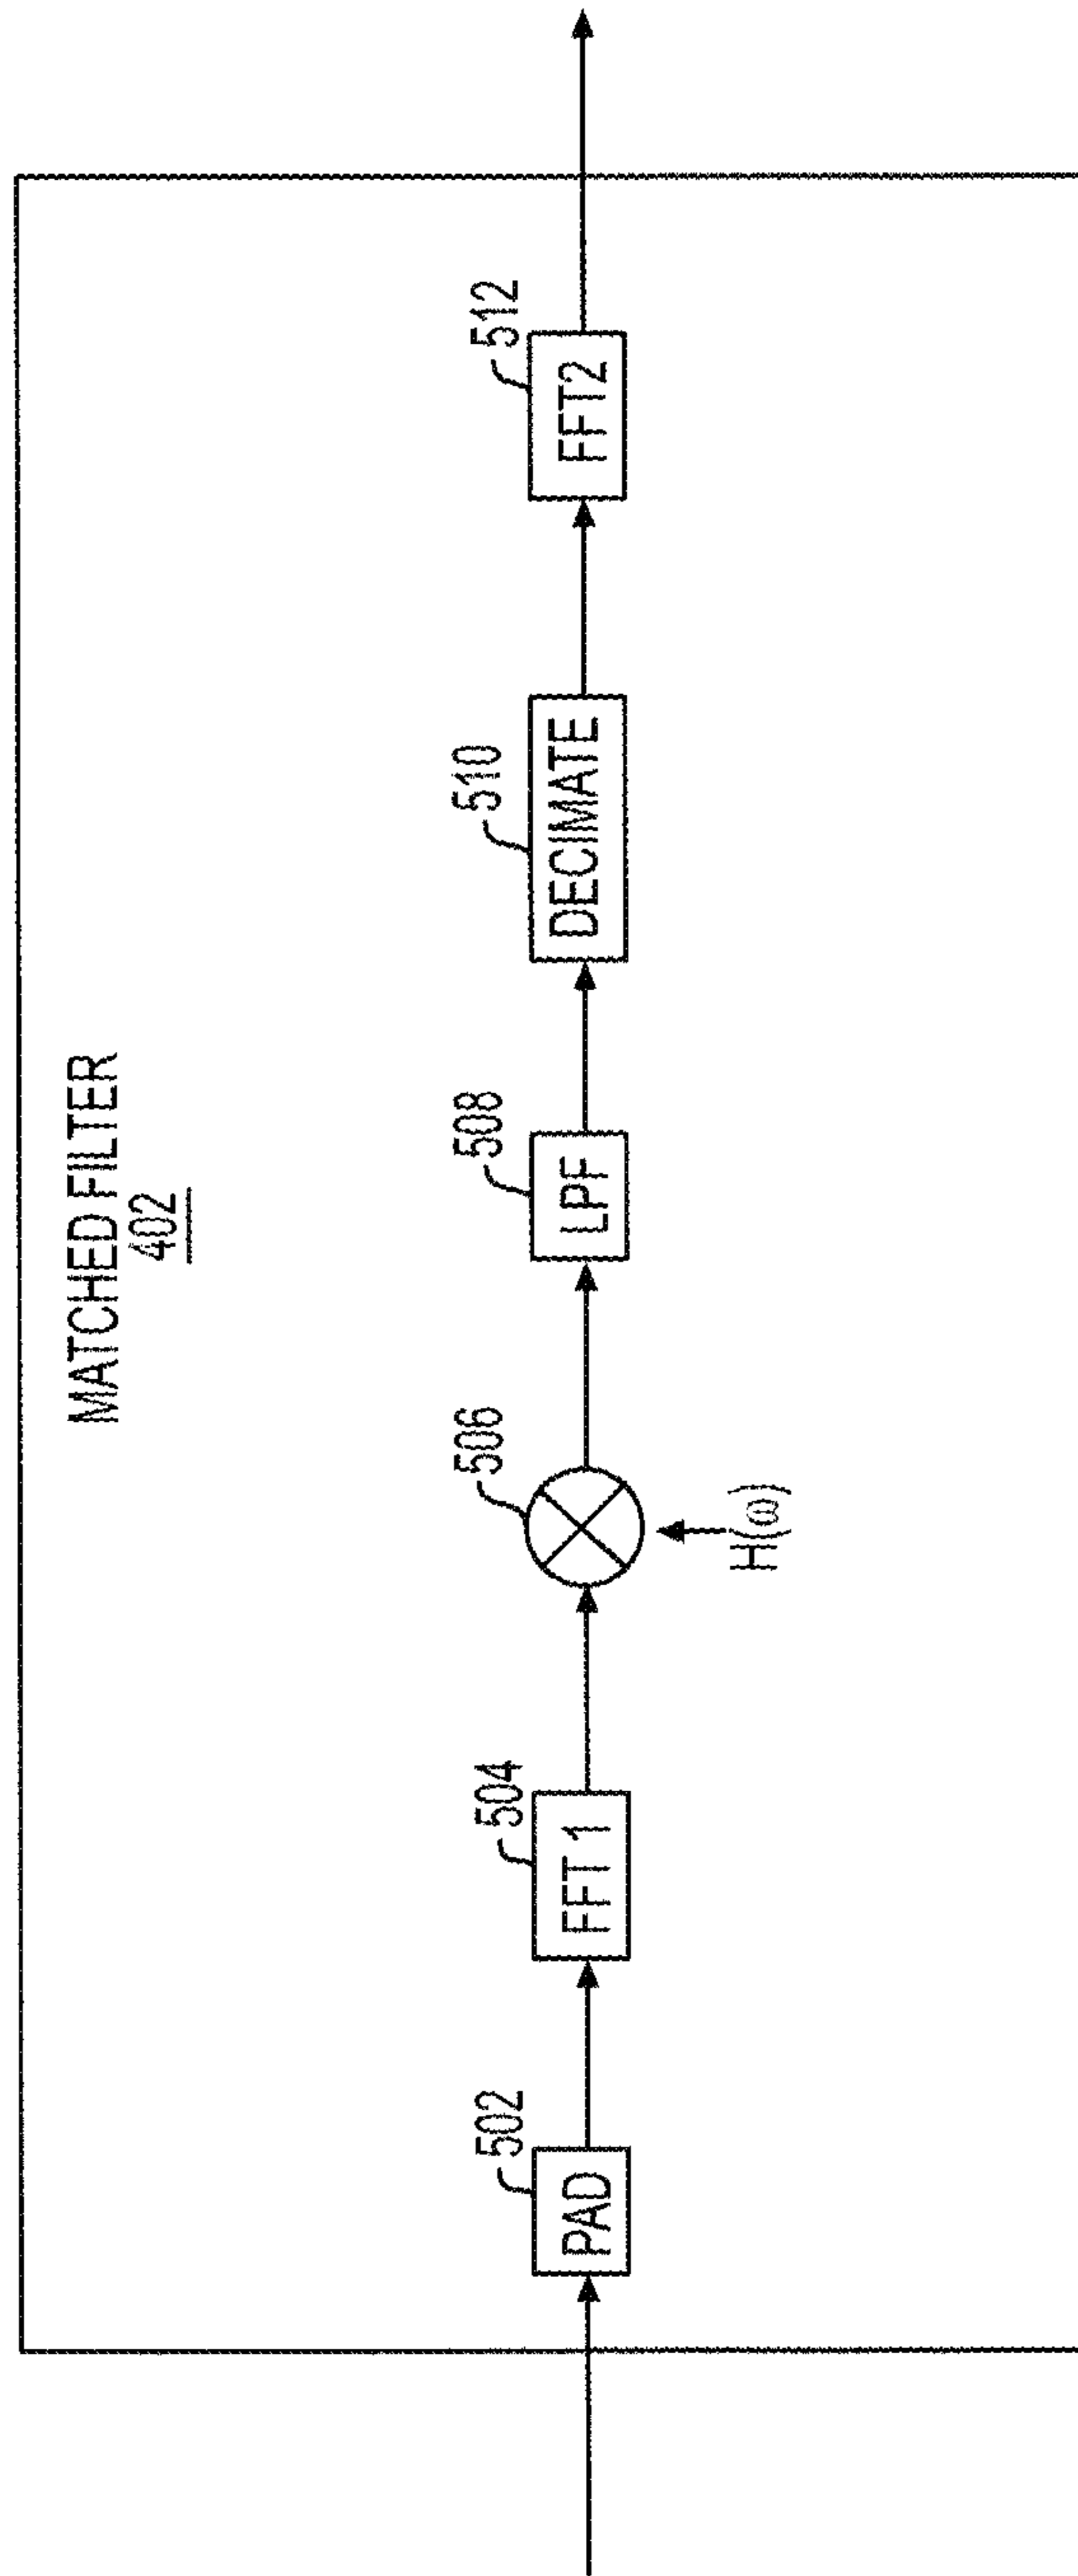 MATCHED FILTER
402
502
PAD
504
FFT 1
506
H(ω)
508
LPF
510
DECIMATE
512
FFT2